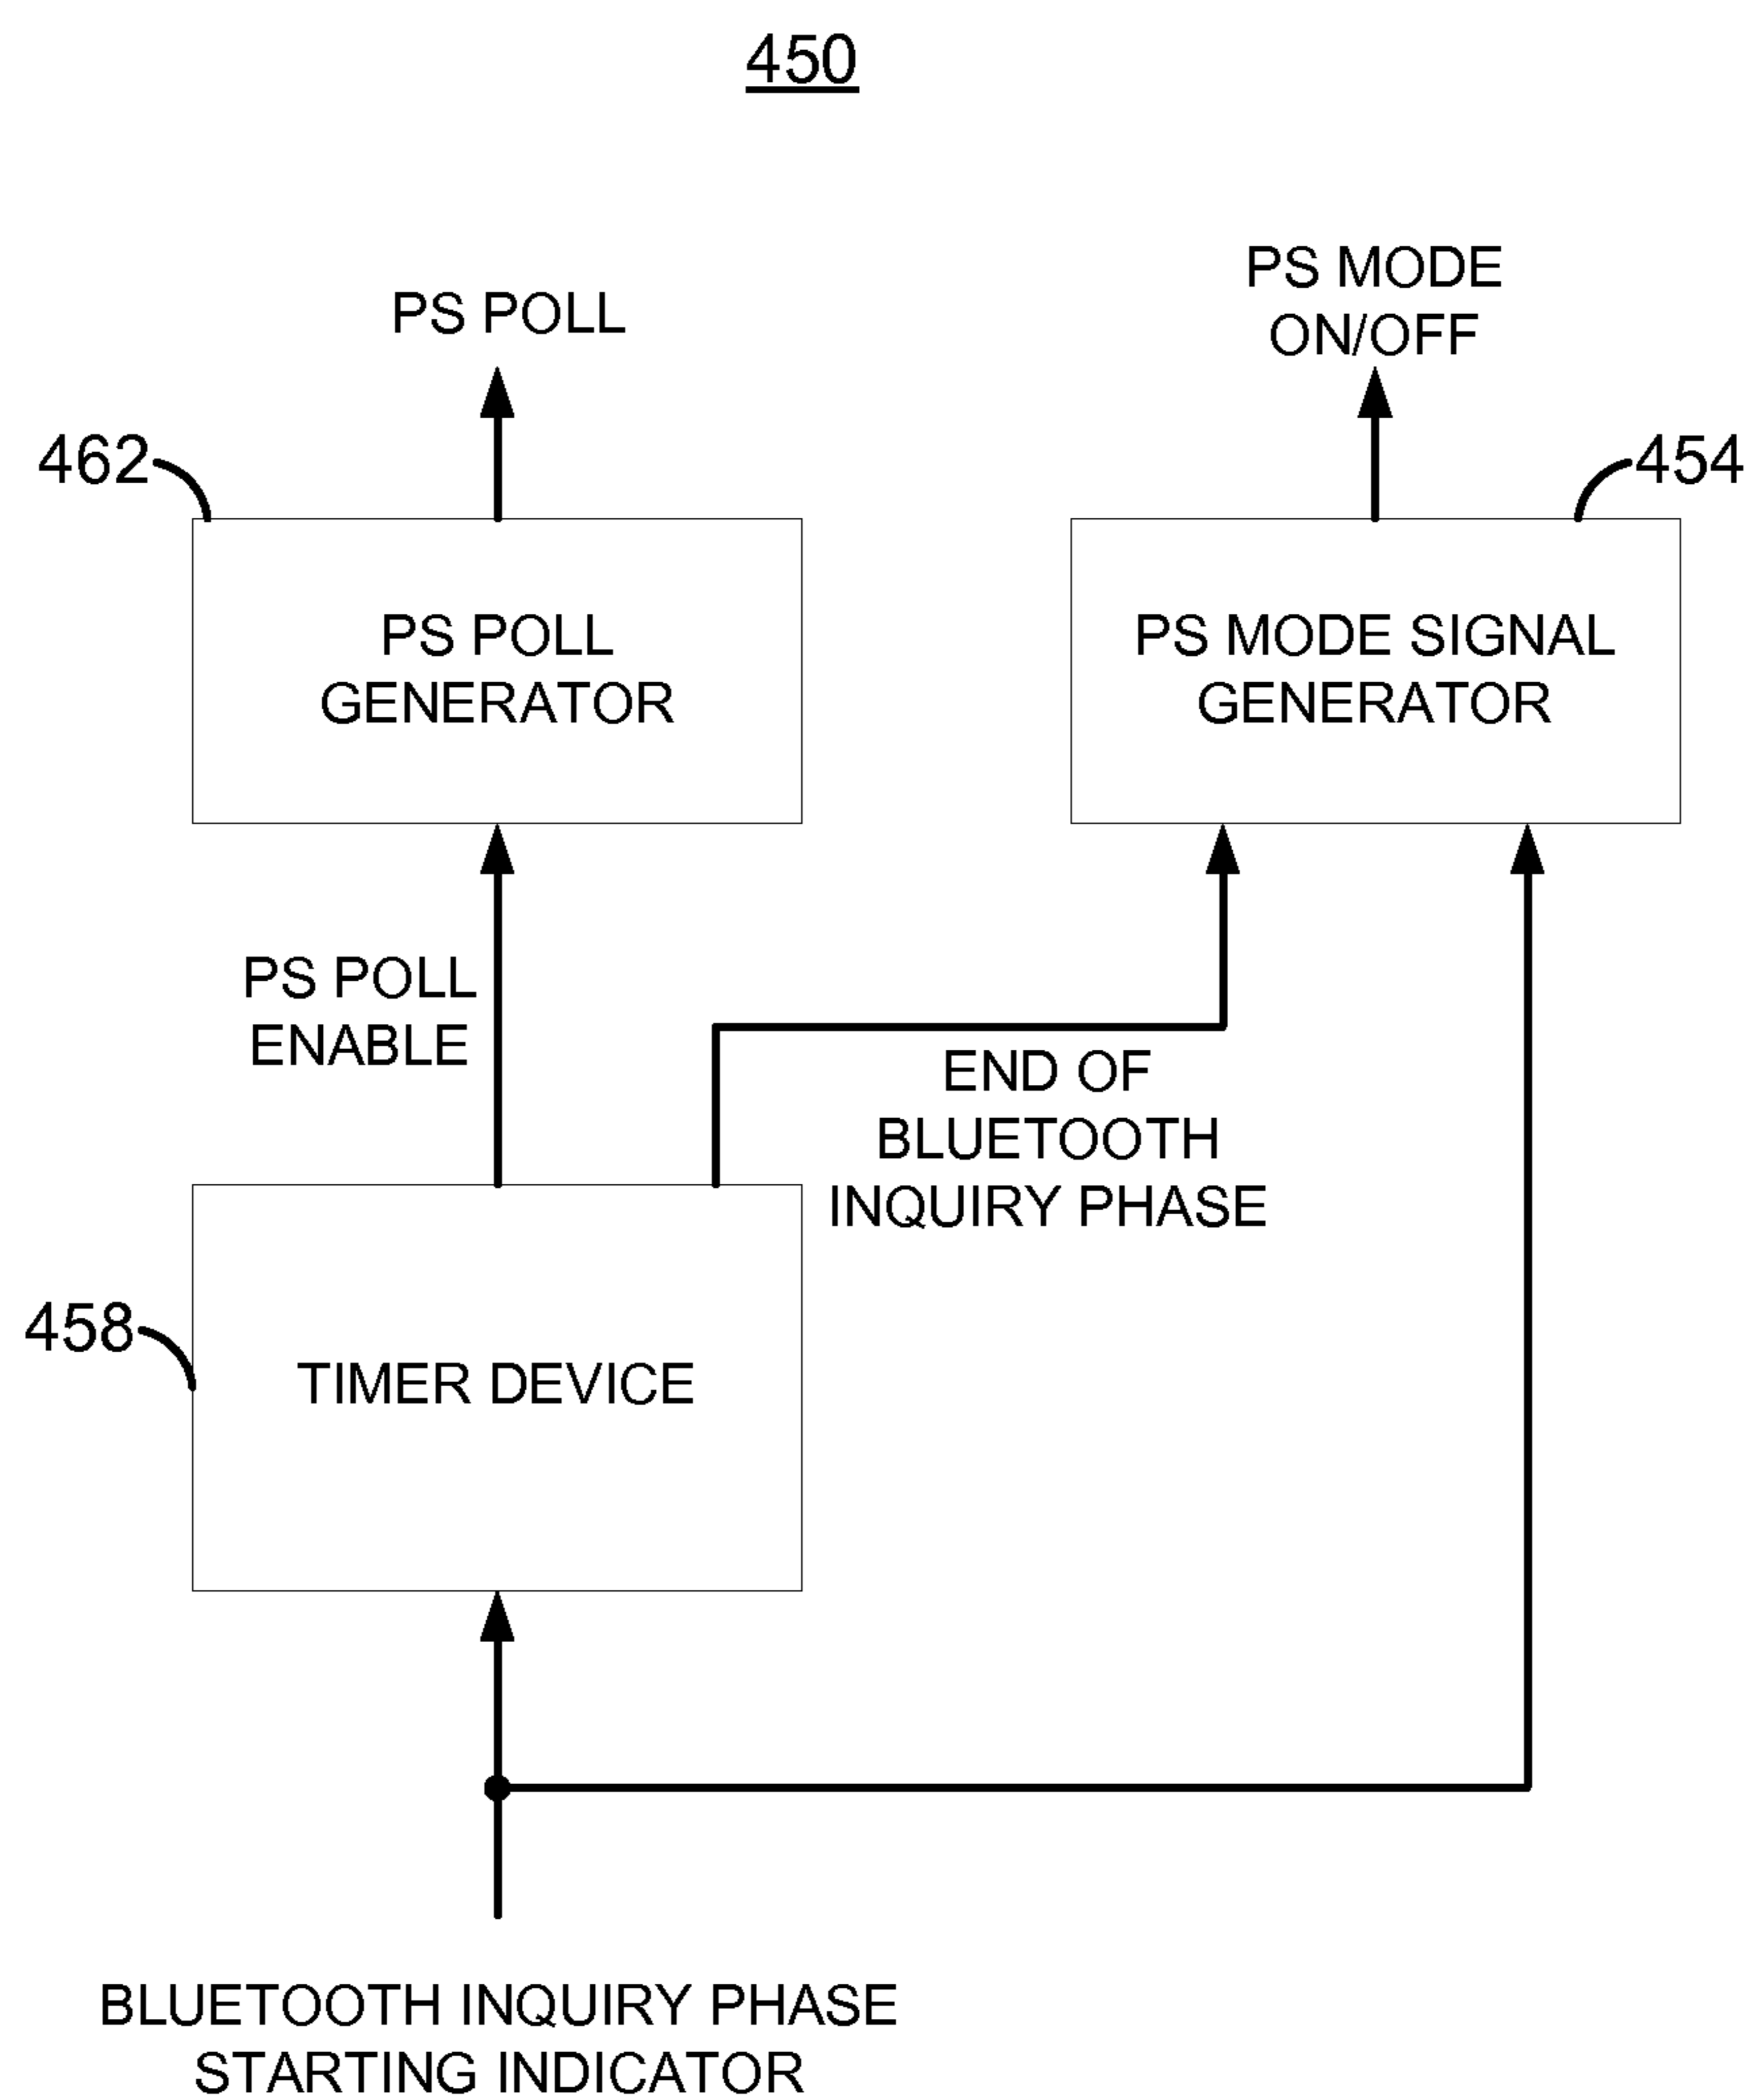 450
PS POLL
PS MODE
ON/OFF
462
454
PS POLL
GENERATOR
PS MODE SIGNAL
GENERATOR
PS POLL
ENABLE
END OF
BLUETOOTH
INQUIRY PHASE
458
TIMER DEVICE
BLUETOOTH INQUIRY PHASE
STARTING INDICATOR